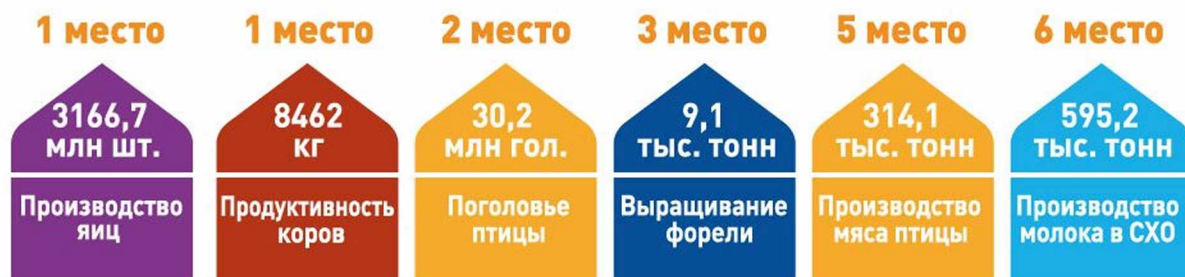 1 место
3166,7
МЛН ШТ.
Производство
яиц
1 место
8462
КГ
Продуктивность
коров
2 место
30,2
МЛН ГОЛ.
Поголовье
птицы
3 место
9,1
ТЫС. ТОНН
Выращивание
форели
5 место
314,1
ТЫС. ТОНН
Производство
мяса птицы
6 место
595,2
ТЫС. ТОНН
Производство
молока в СХО